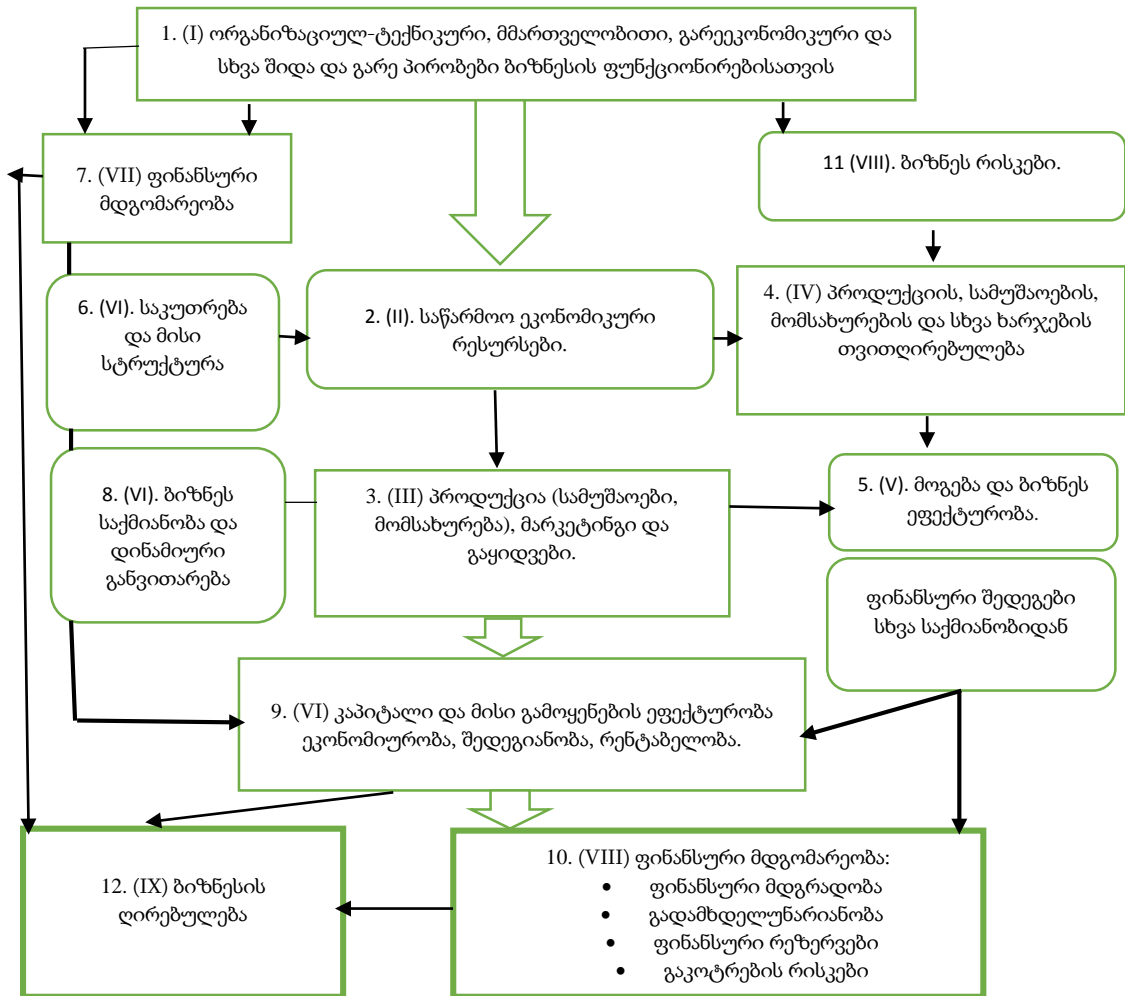 1. (I) ორგანიზაციულ-ტექნიკური, მმართველობითი, გარეეკონომიკური და
სხვა შიდა და გარე პირობები ბიზნესის ფუნქციონირებისათვის
7. (VII) ფინანსური
მდგომარეობა
11 (VIII). ბიზნეს რისკები.
6. (VI). საკუთრება
და მისი
სტრუქტურა
2. (II). საწარმოო ეკონომიკური
რესურსები.
4. (IV) პროდუქციის, სამუშაოების,
მომსახურების და სხვა ხარჯების
თვითღირებულება
8. (VI). ბიზნეს
საქმიანობა და
დინამიური
განვითარება
3. (III) პროდუქცია (სამუშაოები,
მომსახურება), მარკეტინგი და
გაყიდვები.
5. (V). მოგება და ბიზნეს
ეფექტურობა.
ფინანსური შედეგები
სხვა საქმიანობიდან
9. (VI) კაპიტალი და მისი გამოყენების ეფექტურობა
ეკონომიურობა, შედეგიანობა, რენტაბელობა.
12. (IX) ბიზნესის
ღირებულება
10. (VIII) ფინანსური მდგომარეობა:
• ფინანსური მდგრადობა
• გადამხდელუნარიანობა
• ფინანსური რეზერვები
• გაკოტრების რისკები